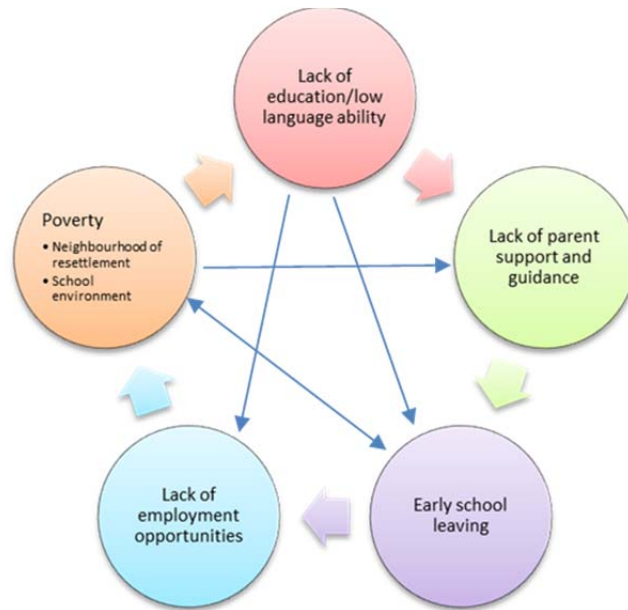 Lack of
education/low
language ability
Poverty
• Neighbourhood of
resettlement
• School
environment
Lack of parent
support and
guidance
Lack of
employment
opportunities
Early school
leaving